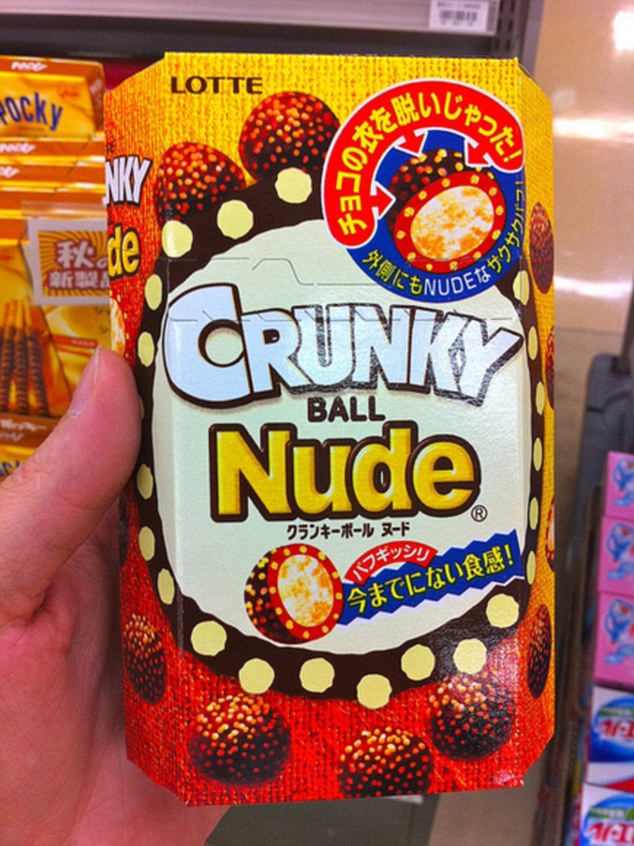 LOTTE
チョコの衣を脱いじゃった!
外側にもNUDEなサクサクパフ!
CRUNKY
BALL
Nude®
クランキーボール ヌード
パフギッシリ
今までにない食感!
NKY
de
Pocky
pocky
秋の
新製